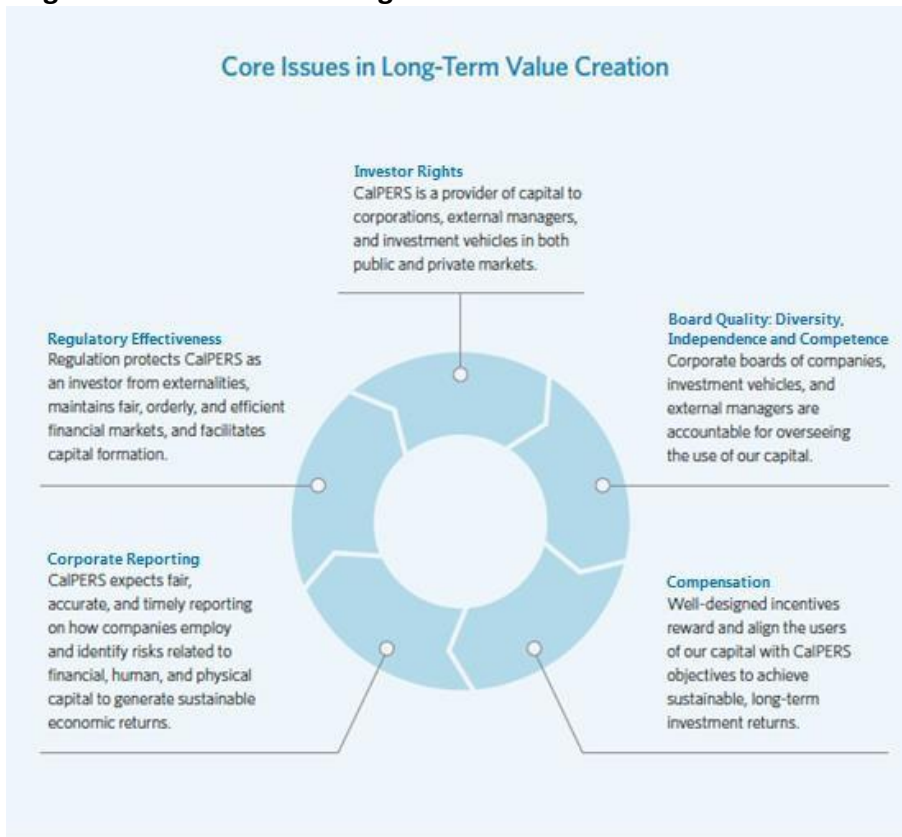 Core Issues in Long-Term Value Creation
Investor Rights
CalPERS is a provider of capital to
corporations, external managers,
and investment vehicles in both
public and private markets.
Board Quality: Diversity,
Independence and Competence
Corporate boards of companies,
investment vehicles, and
external managers are
accountable for overseeing
the use of our capital.
Compensation
Well-designed incentives
reward and align the users
of our capital with CalPERS
objectives to achieve
sustainable, long-term
investment returns.
Corporate Reporting
CalPERS expects fair,
accurate, and timely reporting
on how companies employ
and identify risks related to
financial, human, and physical
capital to generate sustainable
economic returns.
Regulatory Effectiveness
Regulation protects CalPERS as
an investor from externalities,
maintains fair, orderly, and efficient
financial markets, and facilitates
capital formation.